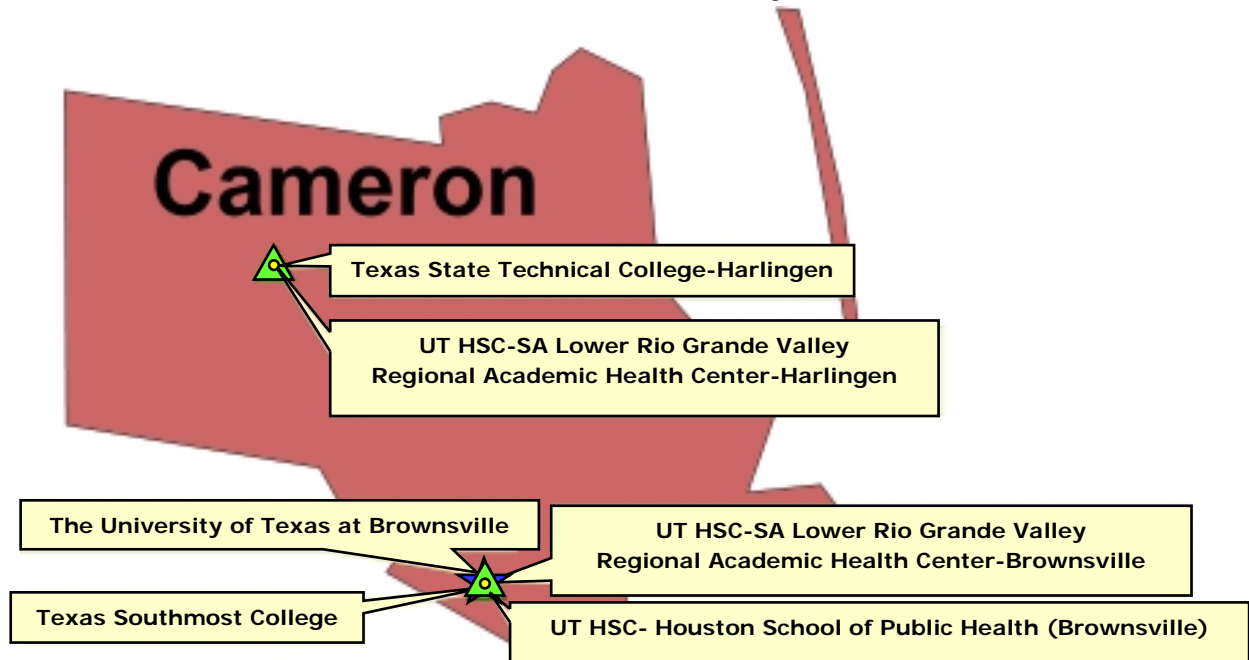 Cameron
Texas State Technical College-Harlingen
UT HSC-SA Lower Rio Grande Valley
Regional Academic Health Center-Harlingen
The University of Texas at Brownsville
UT HSC-SA Lower Rio Grande Valley
Regional Academic Health Center-Brownsville
Texas Southmost College
UT HSC- Houston School of Public Health (Brownsville)